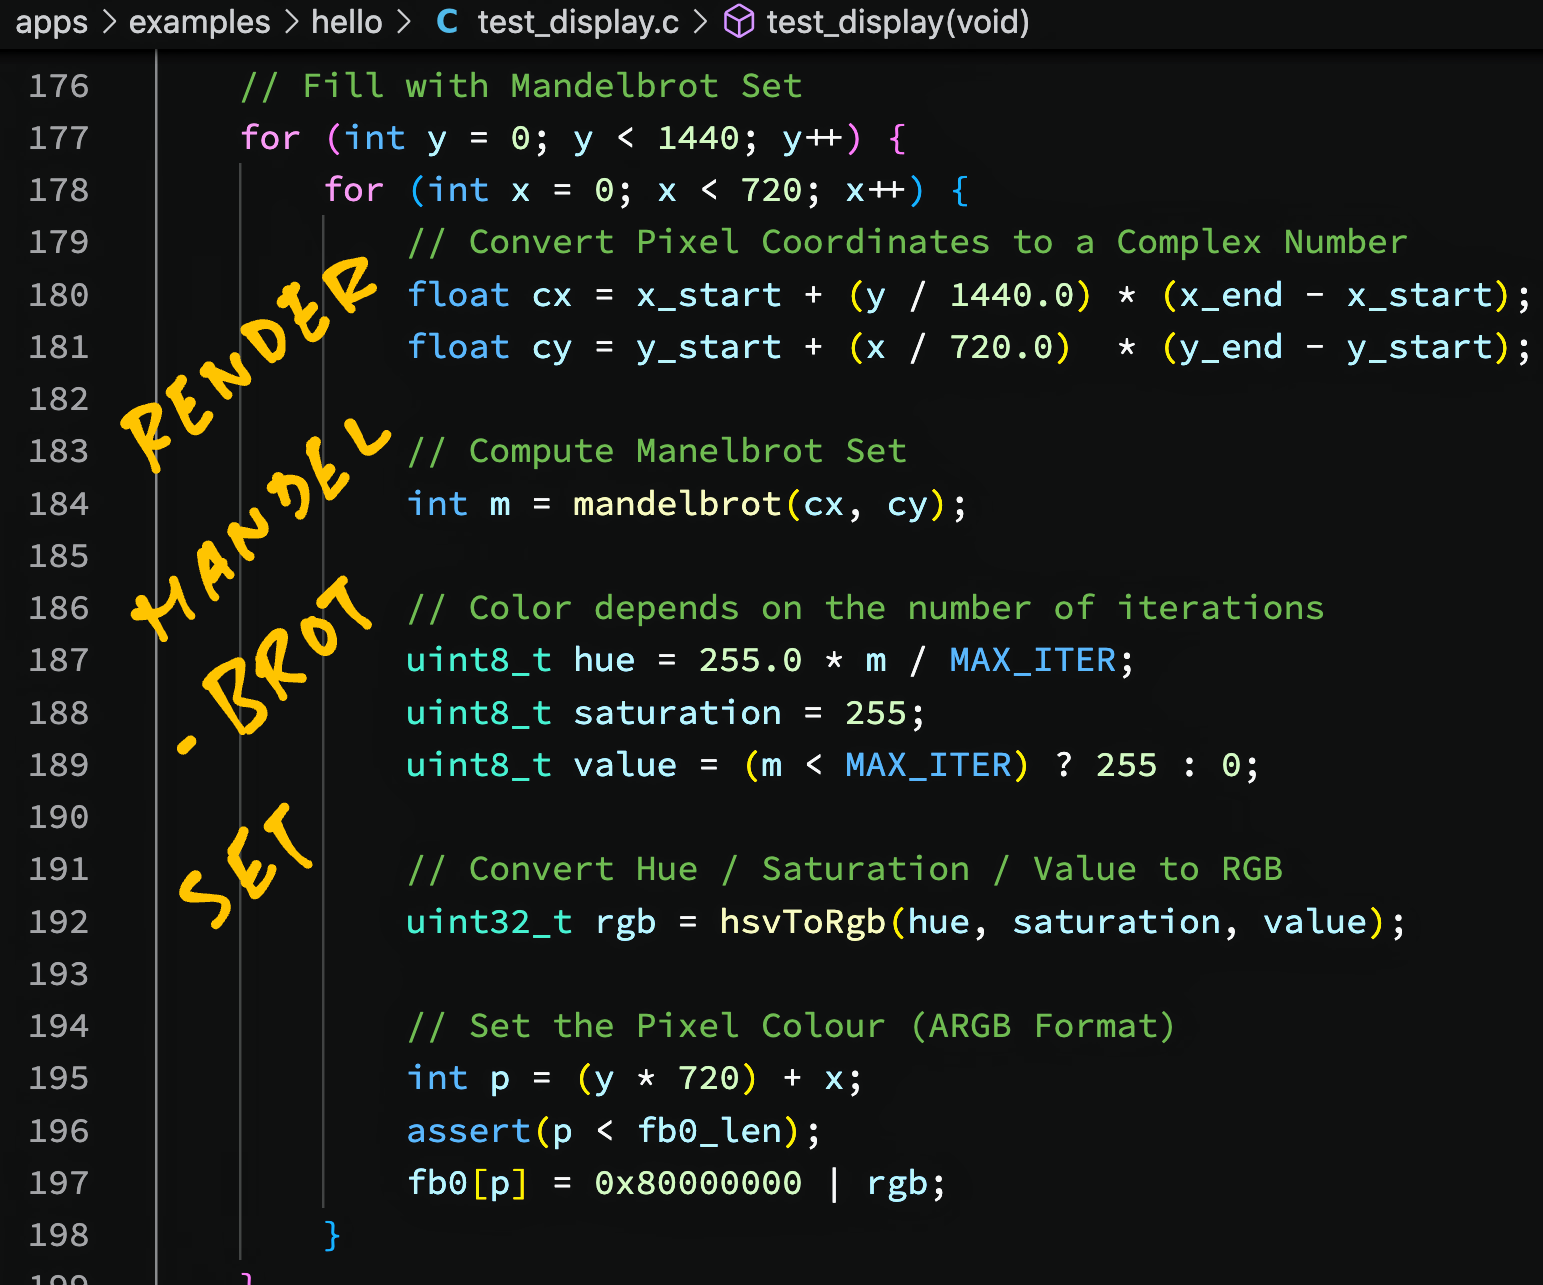 apps > examples > hello > C test_display.c > test_display(void)
176 // Fill with Mandelbrot Set
177 for (int y = 0; y < 1440; y++) {
178 for (int x = 0; x < 720; x++) {
179 // Convert Pixel Coordinates to a Complex Number
180 float cx = x_start + (y / 1440.0) * (x_end - x_start);
181 float cy = y_start + (x / 720.0)  * (y_end - y_start);
182
183 // Compute Manelbrot Set
184 int m = mandelbrot(cx, cy);
185
186 // Color depends on the number of iterations
187 uint8_t hue = 255.0 * m / MAX_ITER;
188 uint8_t saturation = 255;
189 uint8_t value = (m < MAX_ITER) ? 255 : 0;
190
191 // Convert Hue / Saturation / Value to RGB
192 uint32_t rgb = hsvToRgb(hue, saturation, value);
193
194 // Set the Pixel Colour (ARGB Format)
195 int p = (y * 720) + x;
196 assert(p < fb0_len);
197 fb0[p] = 0x80000000 | rgb;
198 }
199 }
RENDER
MANDEL
-BROT
SET